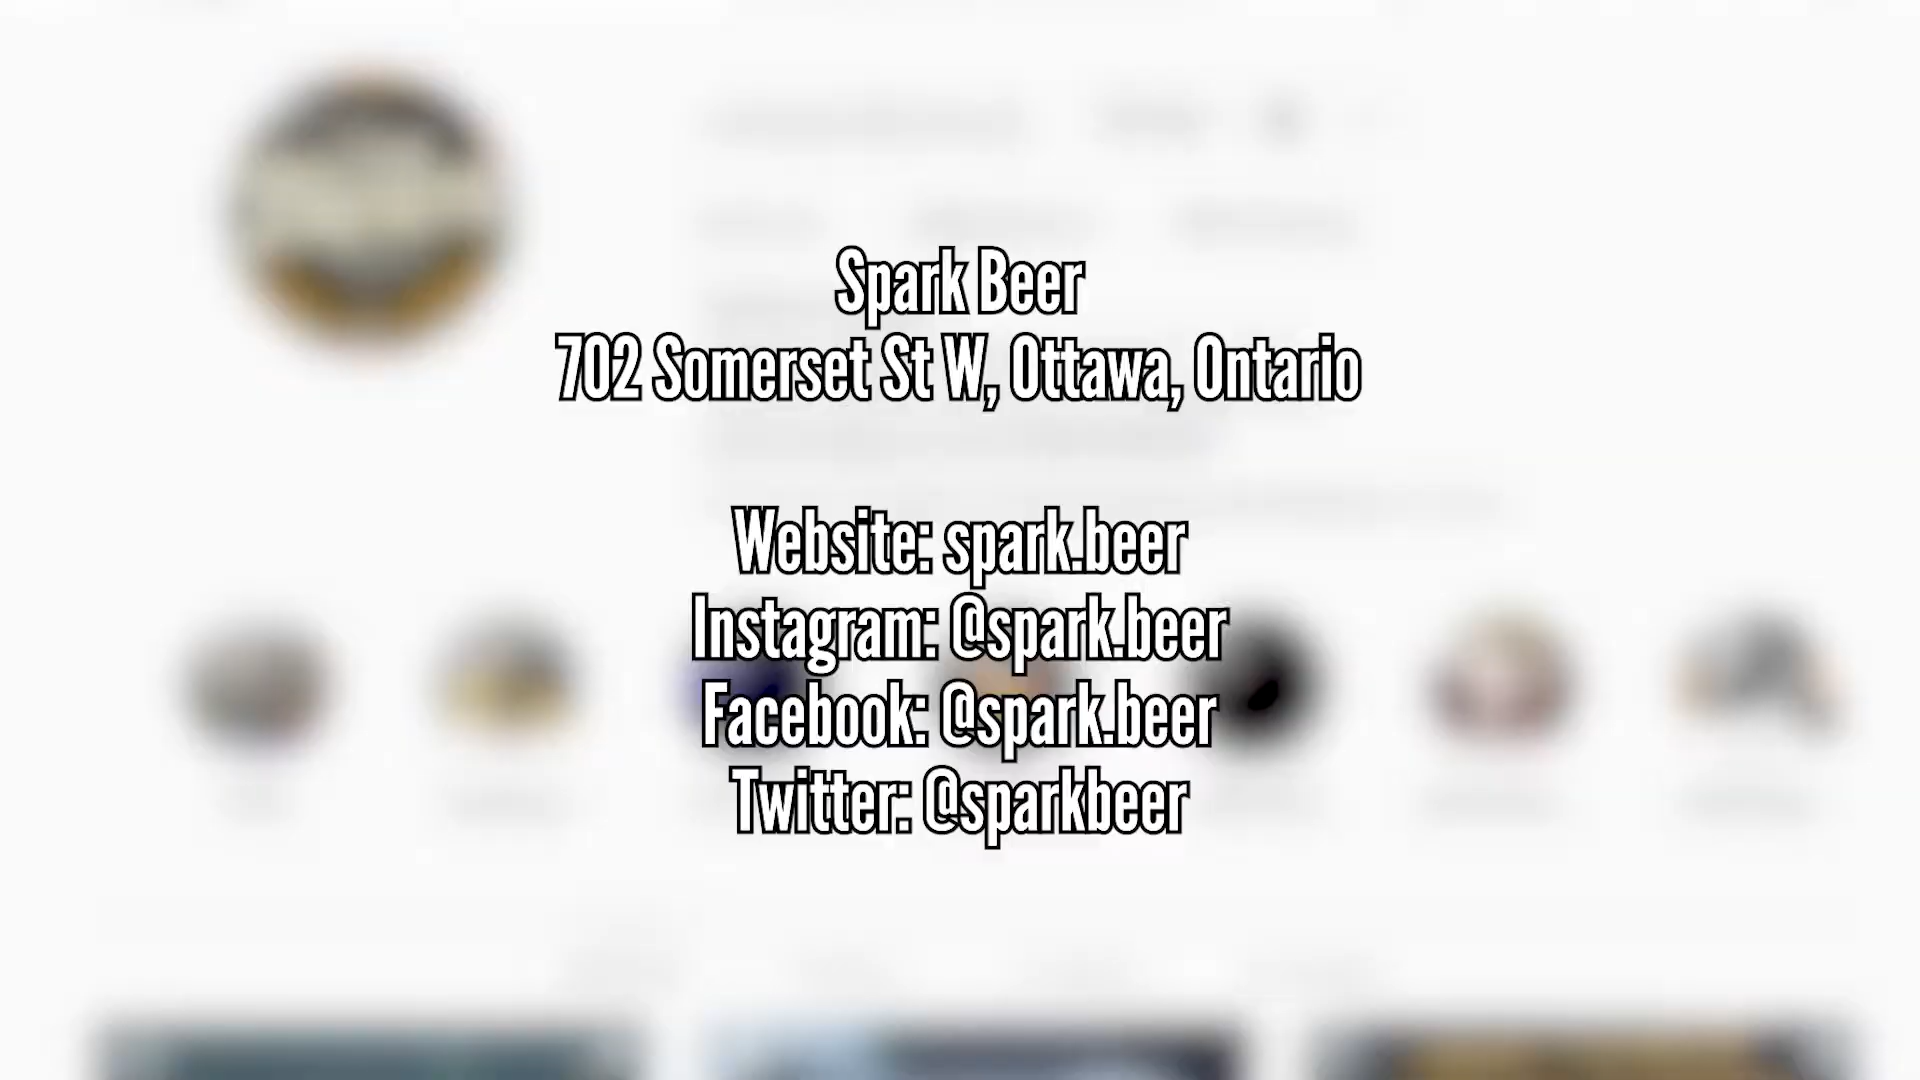 Spark Beer
702 Somerset St W, Ottawa, Ontario
Website: spark.beer
Instagram: @spark.beer
Facebook: @spark.beer
Twitter: @sparkbeer